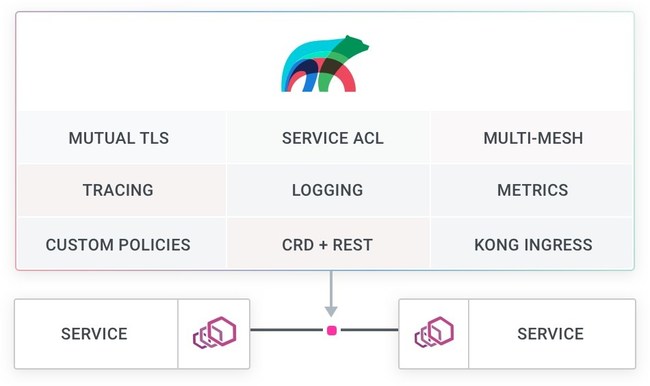 MUTUAL TLS
SERVICE ACL
MULTI-MESH
TRACING
LOGGING
METRICS
CUSTOM POLICIES
CRD + REST
KONG INGRESS
SERVICE
SERVICE